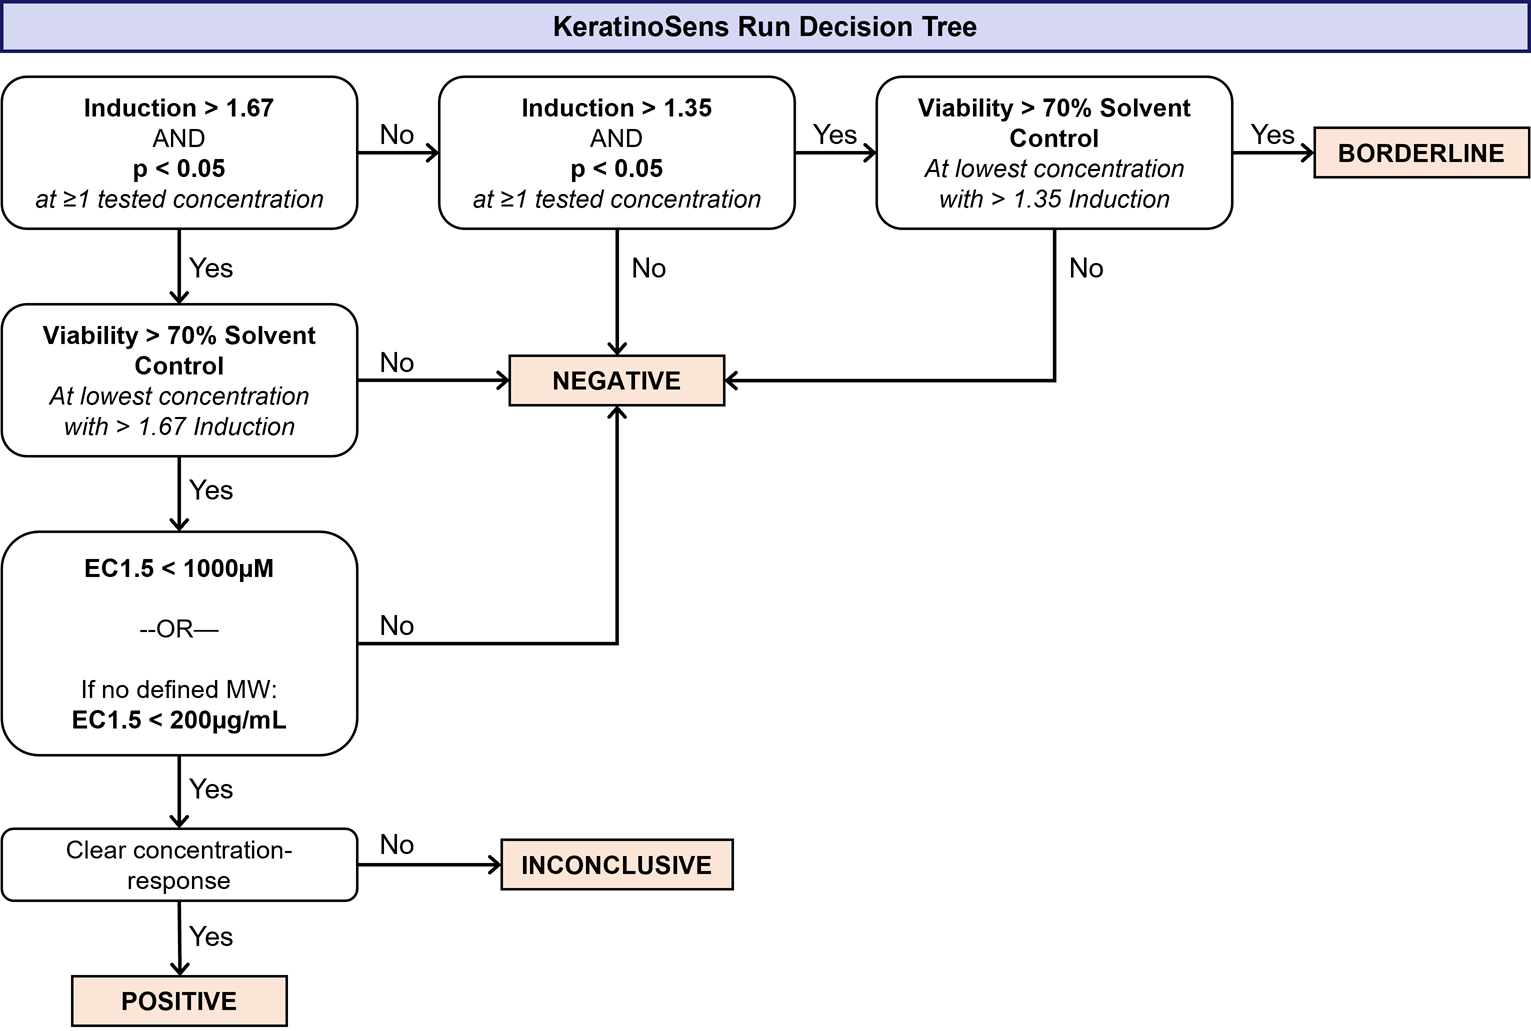 KeratinoSens Run Decision Tree
Induction > 1.67
AND
p < 0.05
at ≥1 tested concentration
No
Induction > 1.35
AND
p < 0.05
at ≥1 tested concentration
Yes
Viability > 70% Solvent
Control
At lowest concentration
with > 1.35 Induction
Yes
BORDERLINE
Yes
No
No
Viability > 70% Solvent
Control
At lowest concentration
with > 1.67 Induction
No
NEGATIVE
Yes
EC1.5 < 1000µM
--OR—
If no defined MW:
EC1.5 < 200µg/mL
No
Yes
Clear concentration-
response
No
INCONCLUSIVE
Yes
POSITIVE